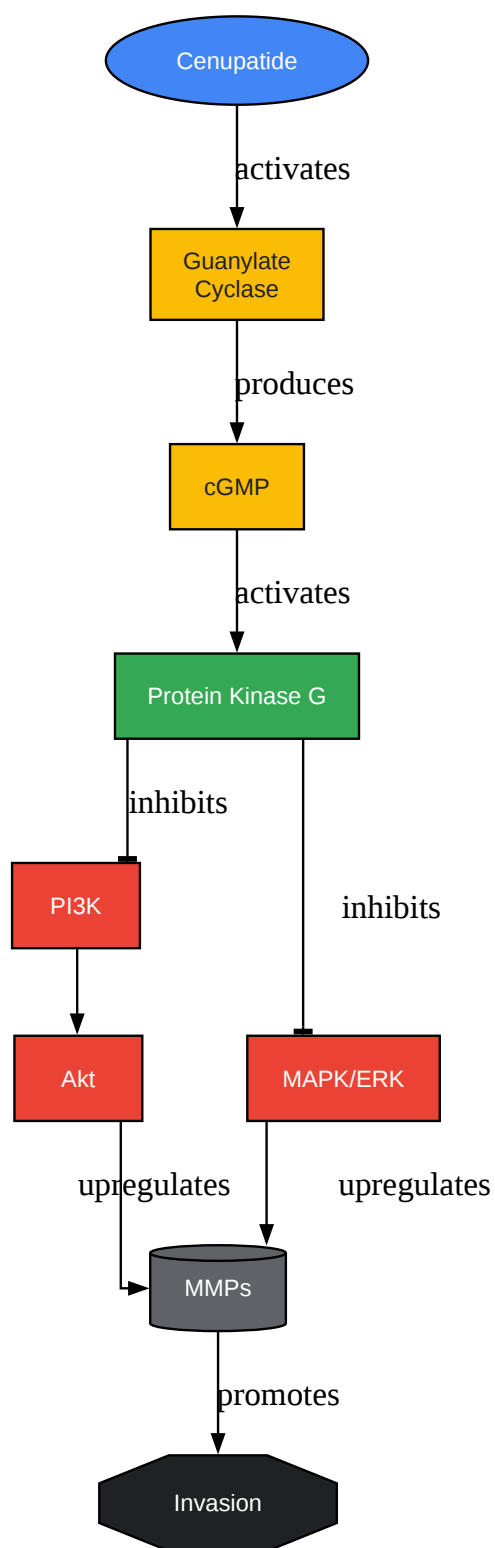 Cenupatide
activates
Guanylate
Cyclase
produces
cGMP
activates
Protein Kinase G
inhibits
PI3K
inhibits
Akt
MAPK/ERK
upregulates
upregulates
MMPs
promotes
Invasion